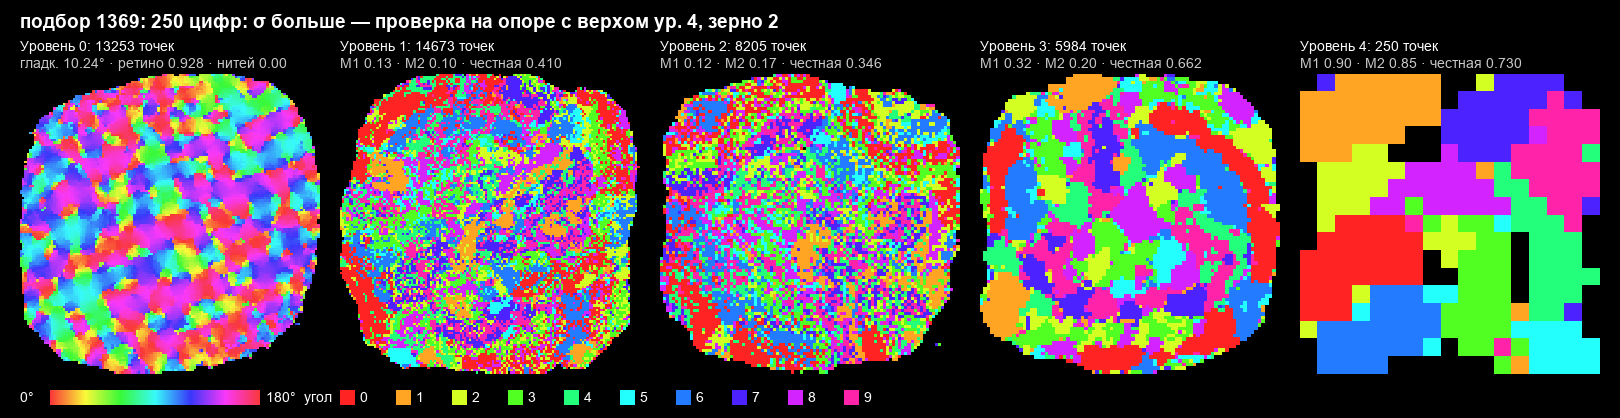 подбор 1369: 250 цифр: σ больше — проверка на опоре с верхом ур. 4, зерно 2
Уровень 0: 13253 точек
гладк. 10.24° · ретино 0.928 · нитей 0.00
Уровень 1: 14673 точек
М1 0.13 · М2 0.10 · честная 0.410
Уровень 2: 8205 точек
М1 0.12 · М2 0.17 · честная 0.346
Уровень 3: 5984 точек
М1 0.32 · М2 0.20 · честная 0.662
Уровень 4: 250 точек
М1 0.90 · М2 0.85 · честная 0.730
0° 180° угол 0 1 2 3 4 5 6 7 8 9